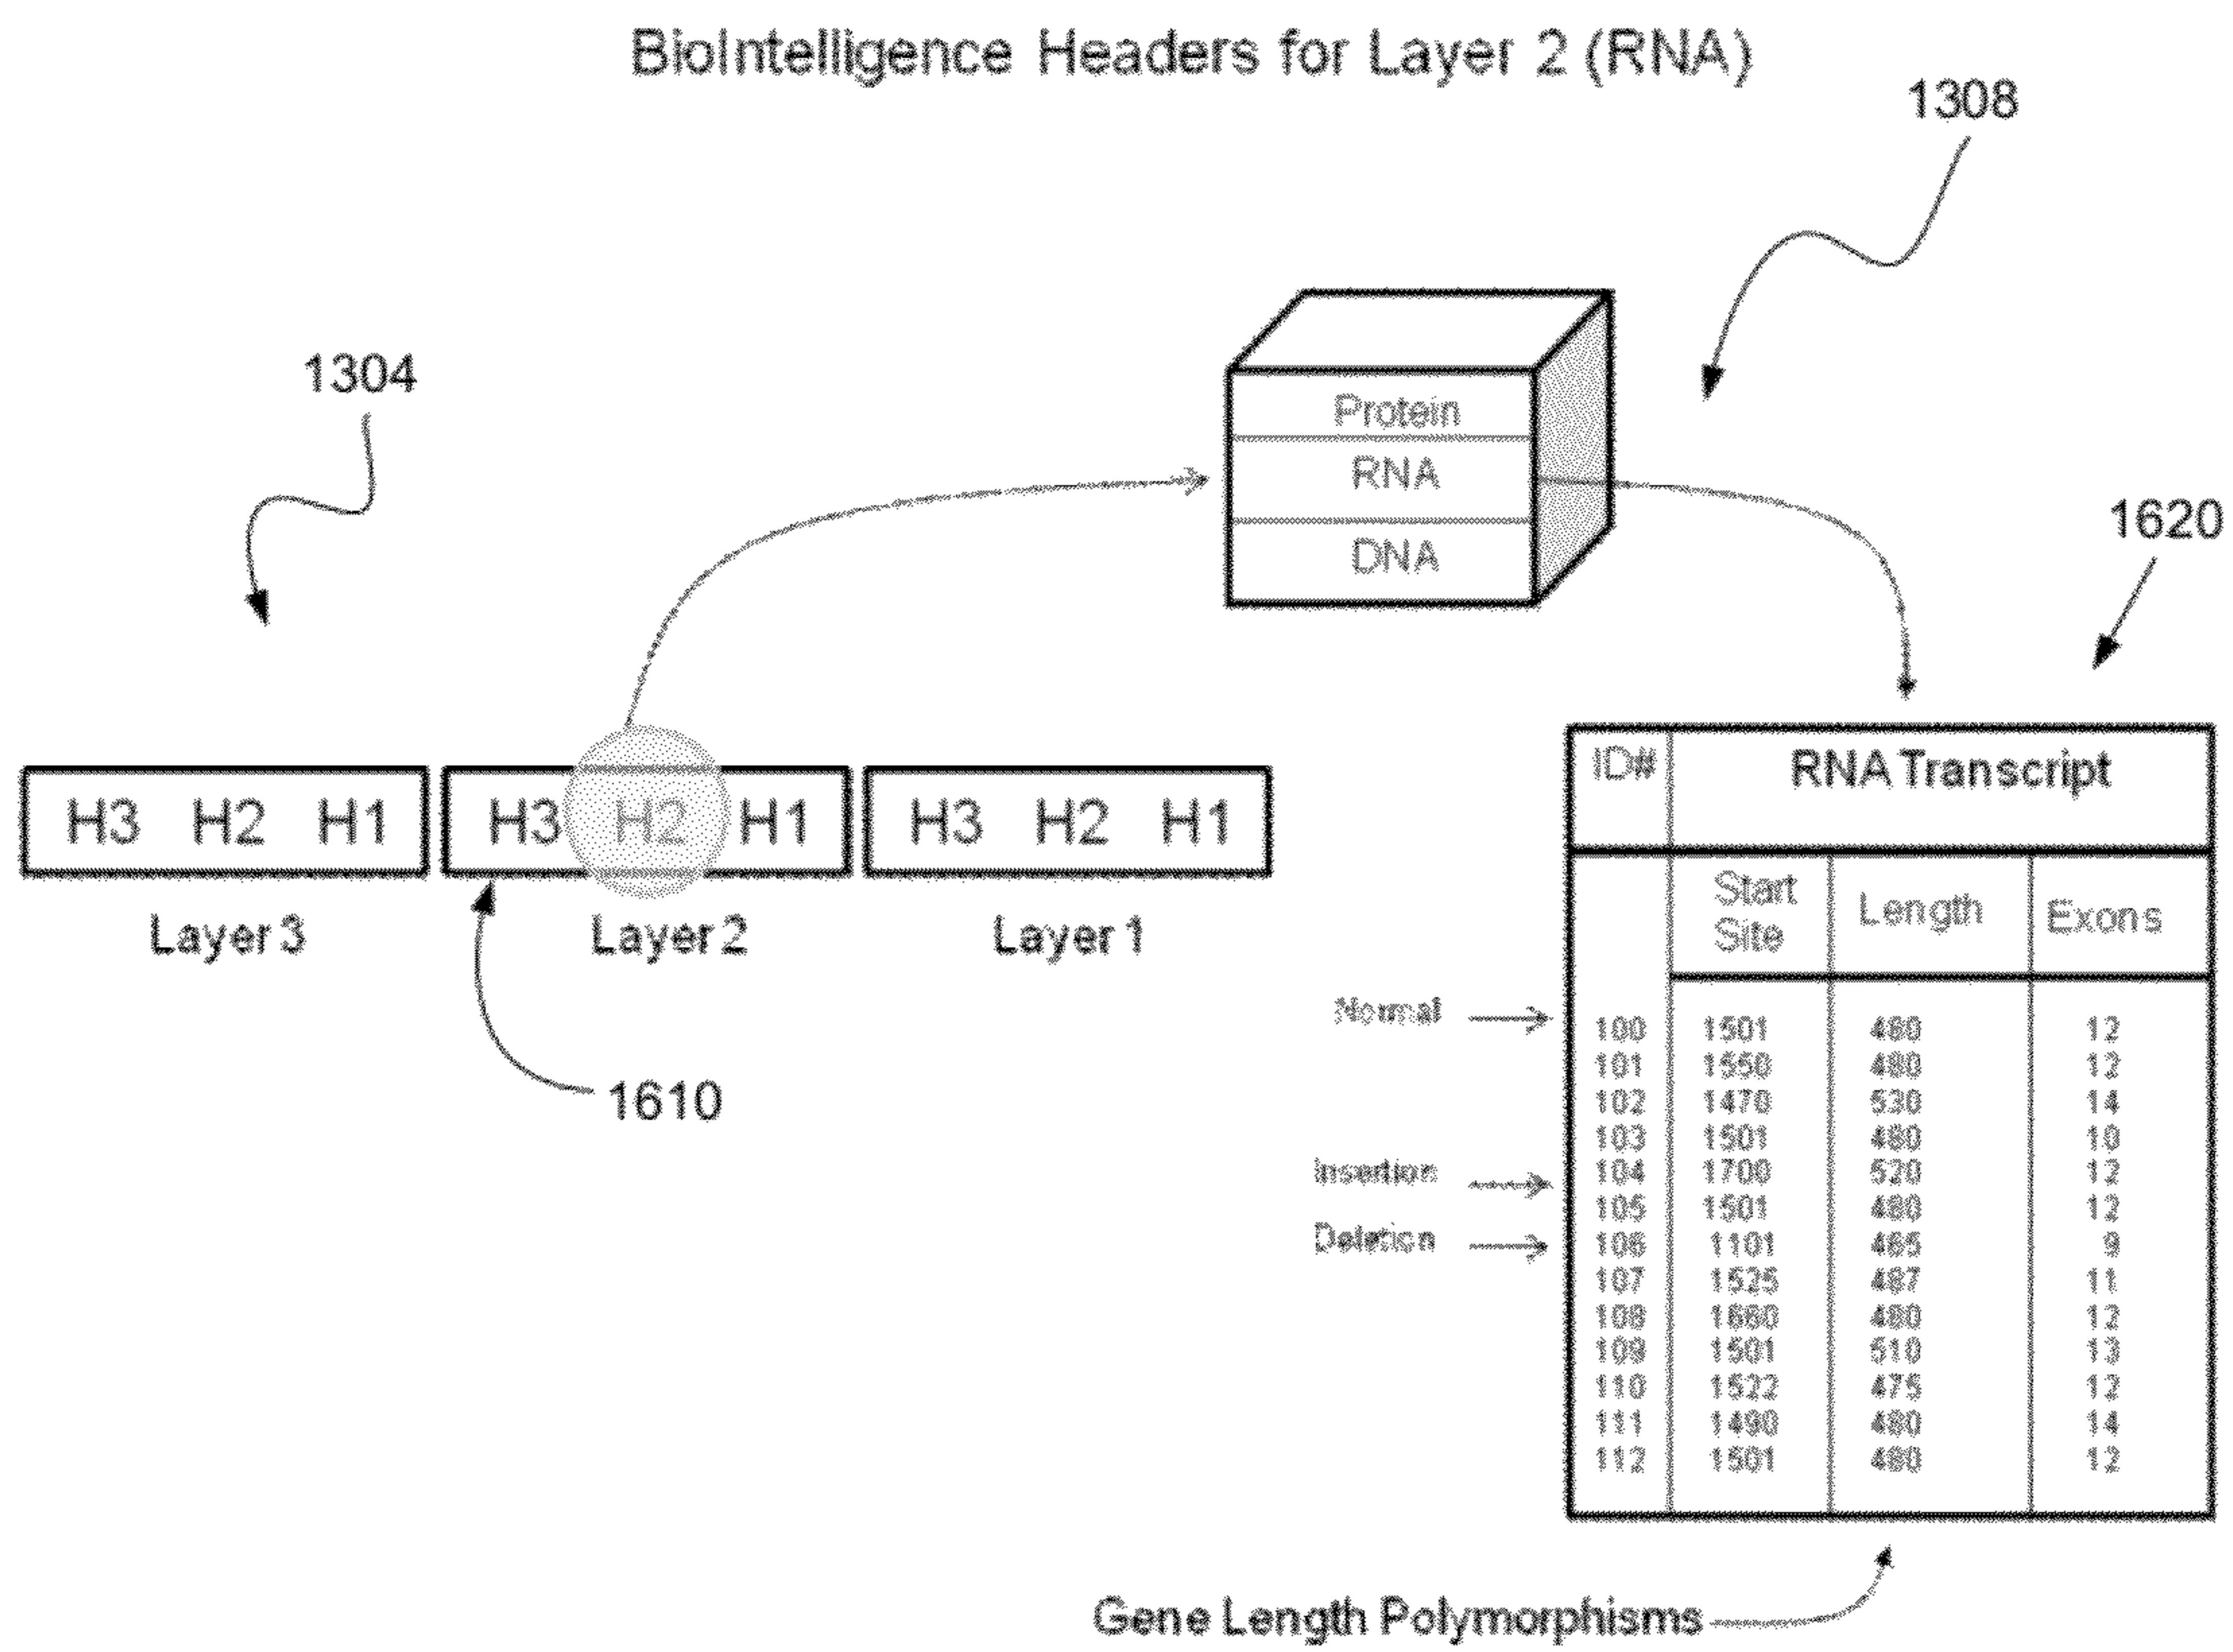 BioIntelligence Headers for Layer 2 (RNA)
1308
1304
Protein
RNA
DNA
1620
H3 H2 H1
H3 H2 H1
H3 H2 H1
Layer 3
Layer 2
Layer 1
1610
ID# RNA Transcript
Start Site Length Exons
Normal
Insertion
Deletion
100 1501 480 12
101 1550 480 12
102 1470 530 14
103 1501 480 10
104 1700 520 12
105 1501 480 12
106 1101 465 9
107 1525 487 11
108 1660 480 12
109 1501 510 13
110 1522 475 12
111 1490 480 14
112 1501 480 12
Gene Length Polymorphisms